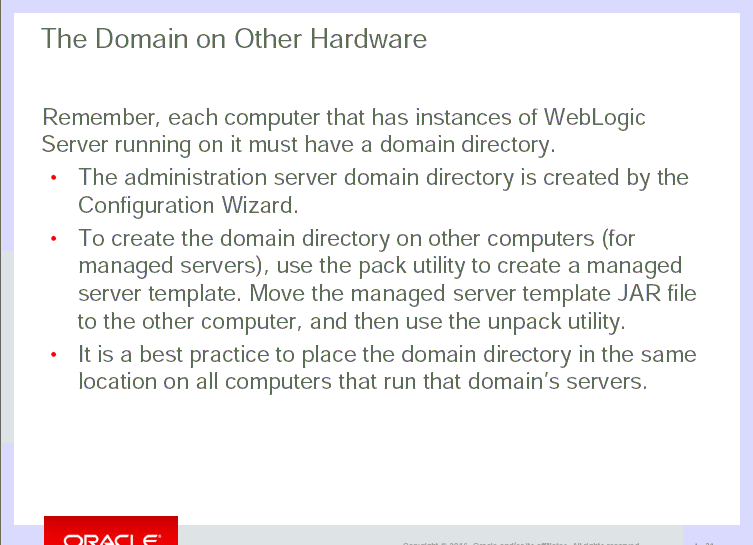 The Domain on Other Hardware
Remember, each computer that has instances of WebLogic
Server running on it must have a domain directory.
• The administration server domain directory is created by the
Configuration Wizard.
• To create the domain directory on other computers (for
managed servers), use the pack utility to create a managed
server template. Move the managed server template JAR file
to the other computer, and then use the unpack utility.
• It is a best practice to place the domain directory in the same
location on all computers that run that domain's servers.
ORACLE